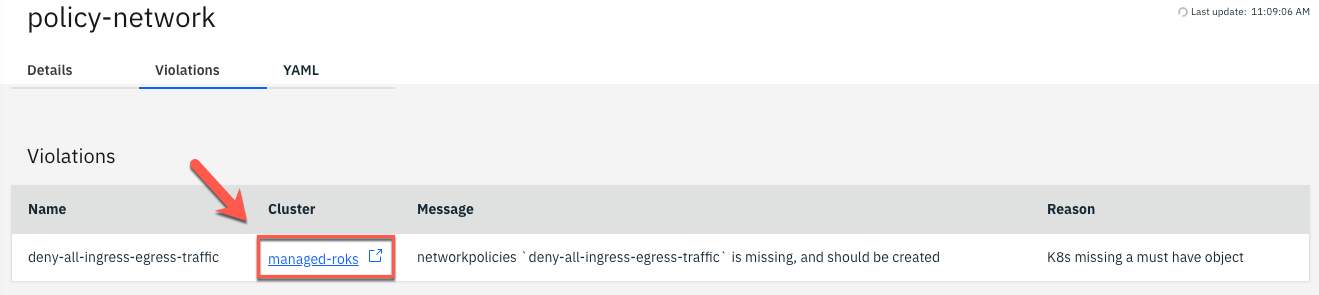 policy-network
Last update: 11:09:06 AM
Details Violations YAML
Violations
Name Cluster Message Reason
deny-all-ingress-egress-traffic managed-roks networkpolicies `deny-all-ingress-egress-traffic` is missing, and should be created K8s missing a must have object